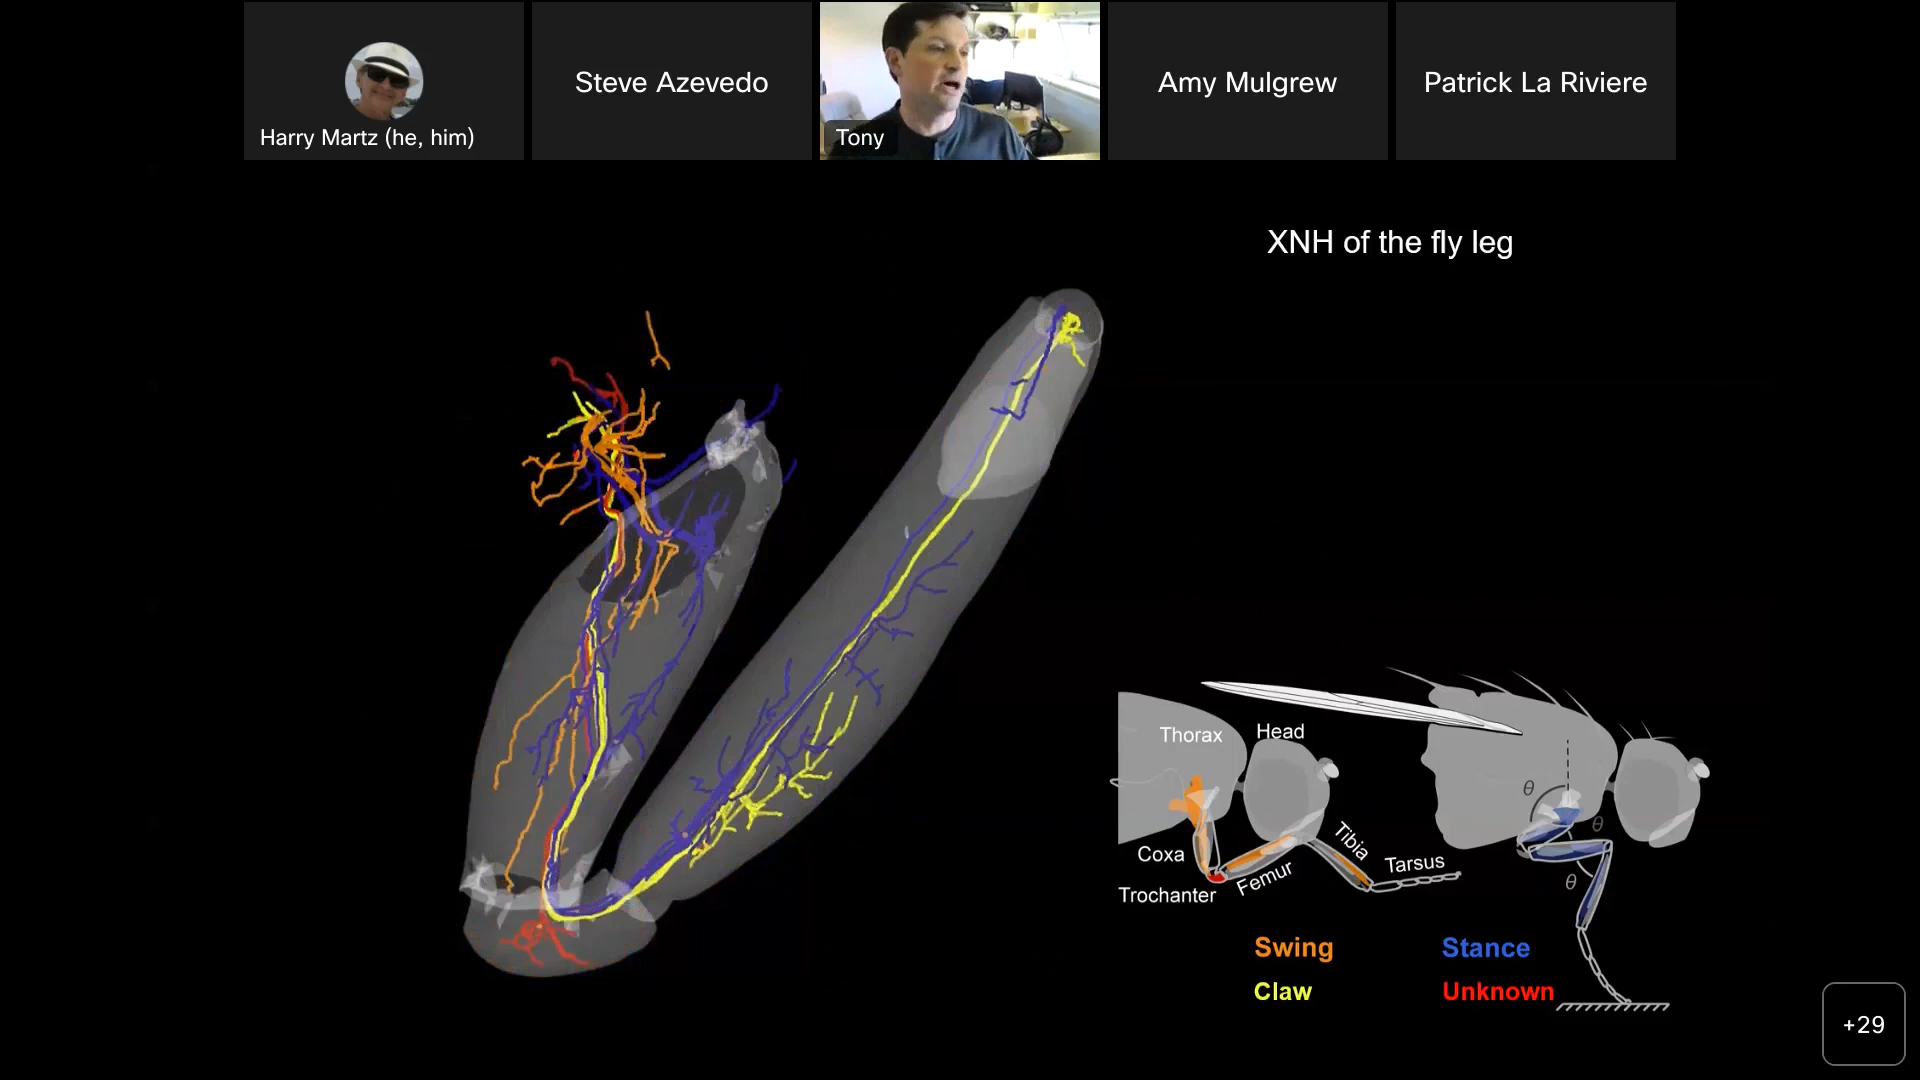 Harry Martz (he, him)
Steve Azevedo
Tony
Amy Mulgrew
Patrick La Riviere
XNH of the fly leg
Thorax
Head
Coxa
Trochanter
Femur
Tibia
Tarsus
θ
θ
θ
Swing
Stance
Claw
Unknown
+29